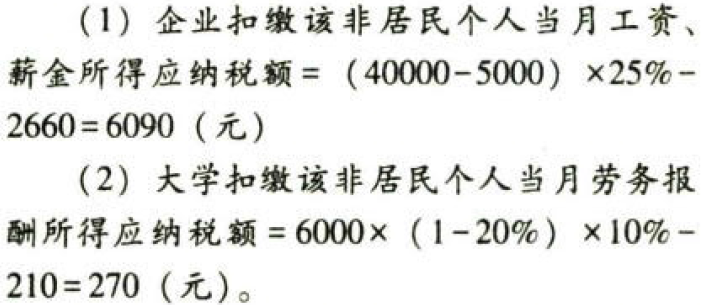 （1）企业扣缴该非居民个人当月工资、
薪金所得应纳税额=（40000-5000）×25%-
2660=6090（元）
（2）大学扣缴该非居民个人当月劳务报
酬所得应纳税额=6000×（1-20%）×10%-
210=270（元）。